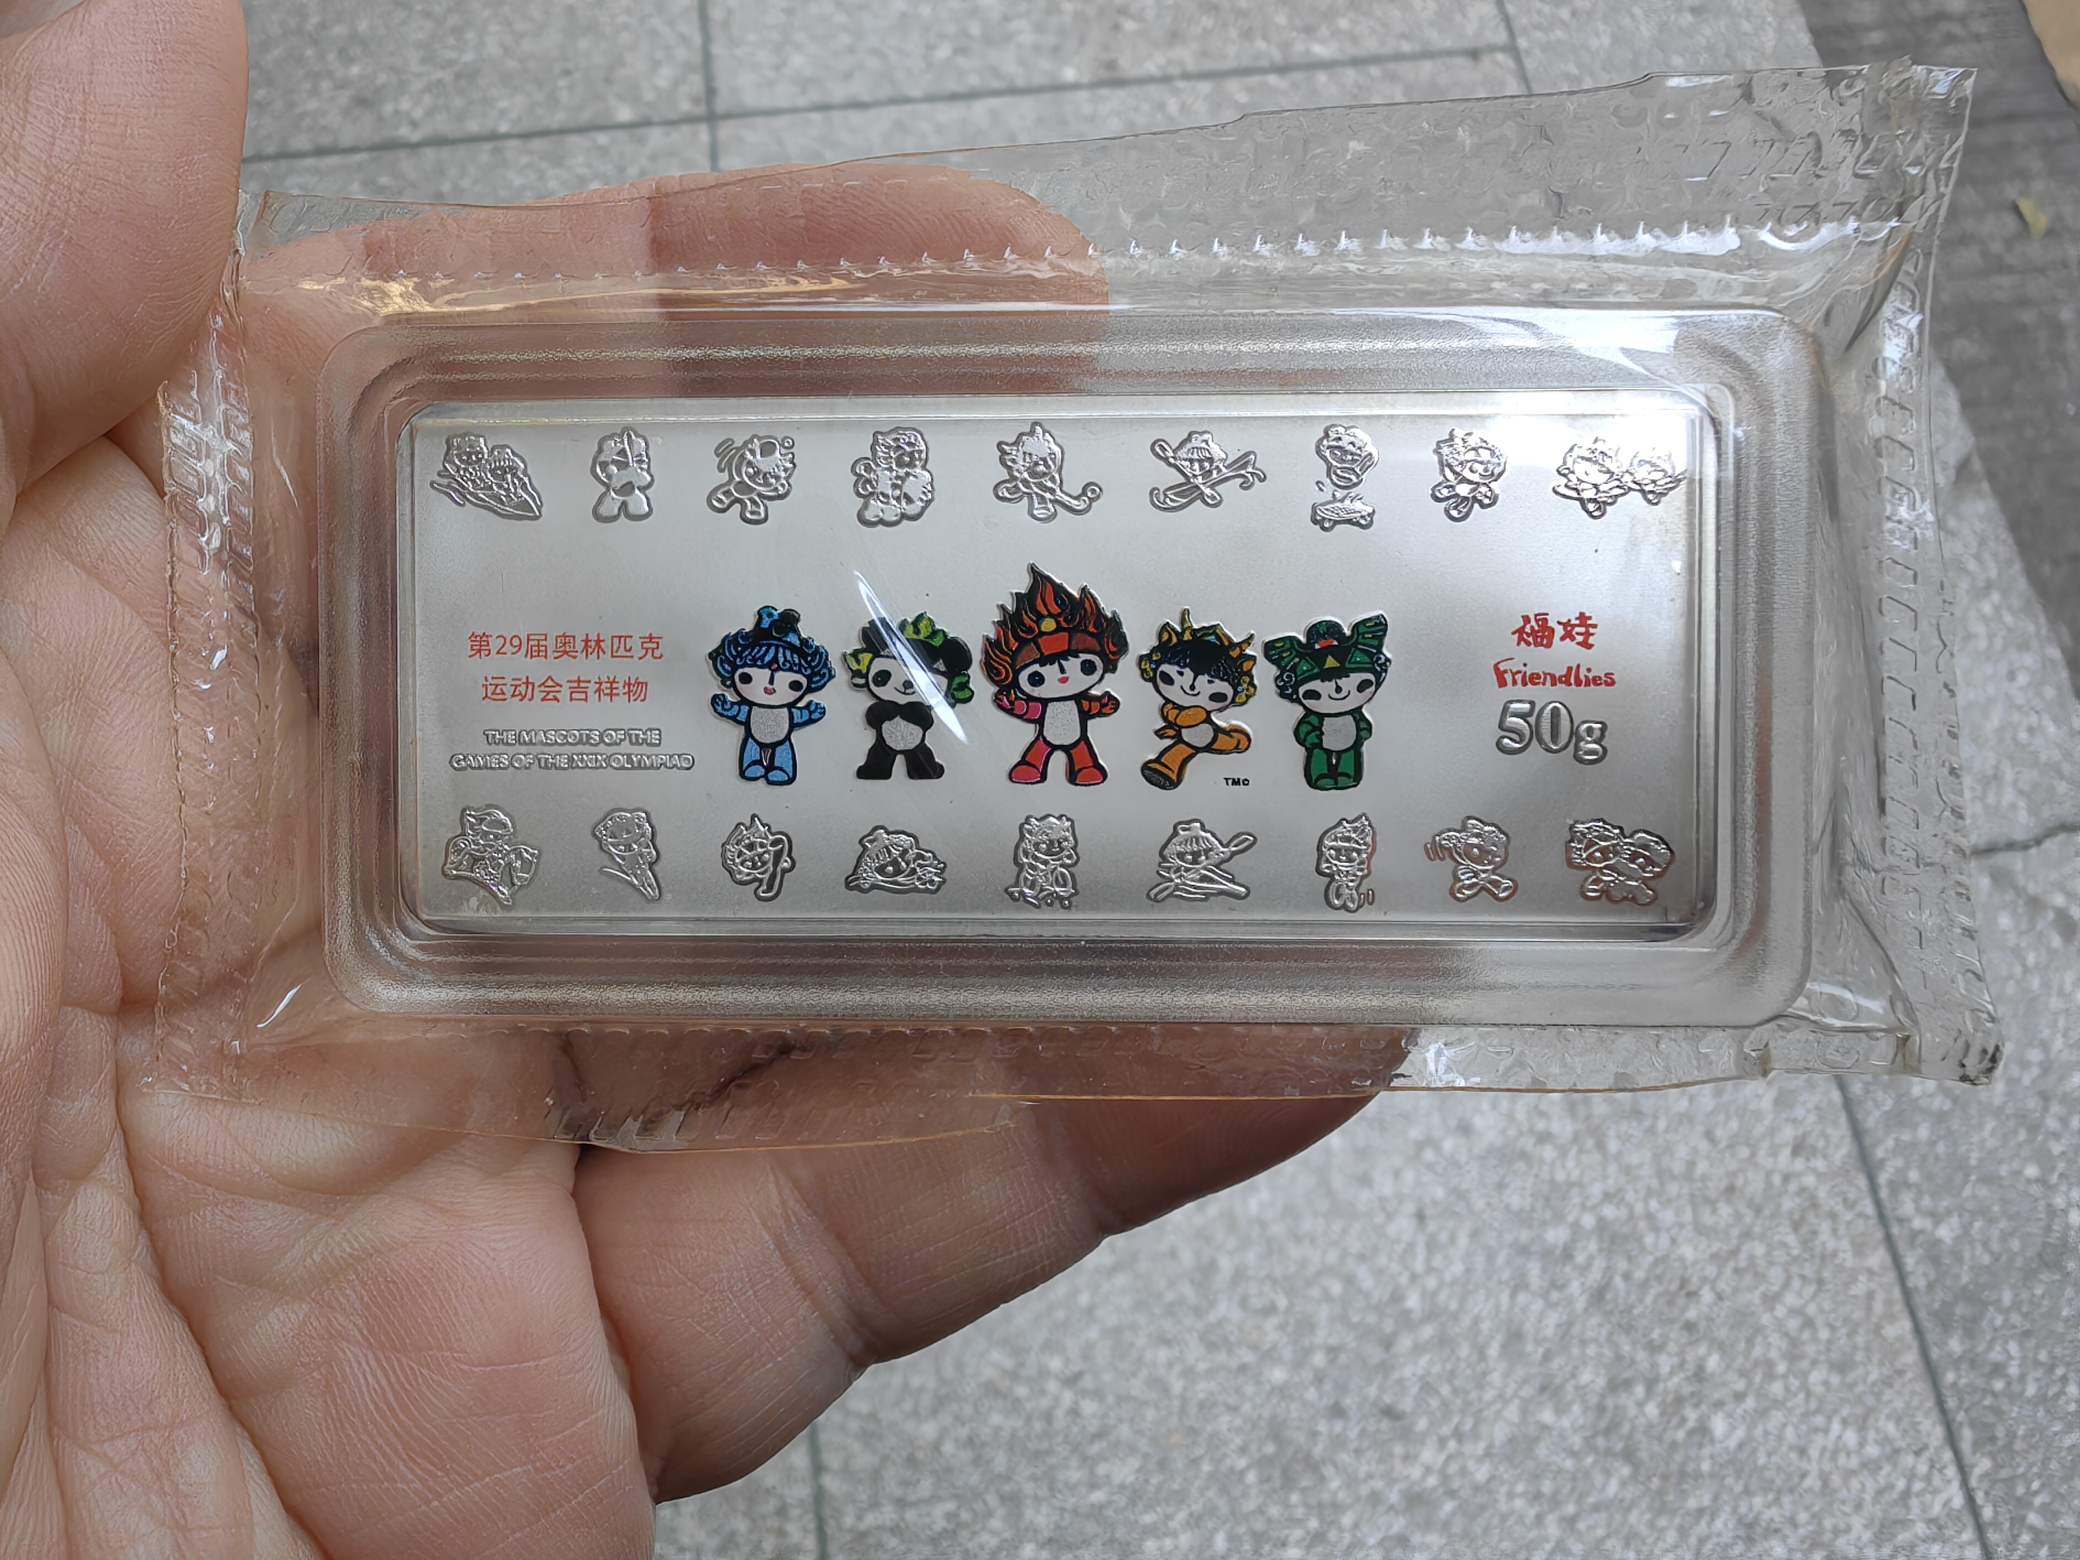 第29届奥林匹克
运动会吉祥物
THE MASCOTS OF THE
GAMES OF THE XXIX OLYMPIAD
TM©
福娃
Friendlies
50g